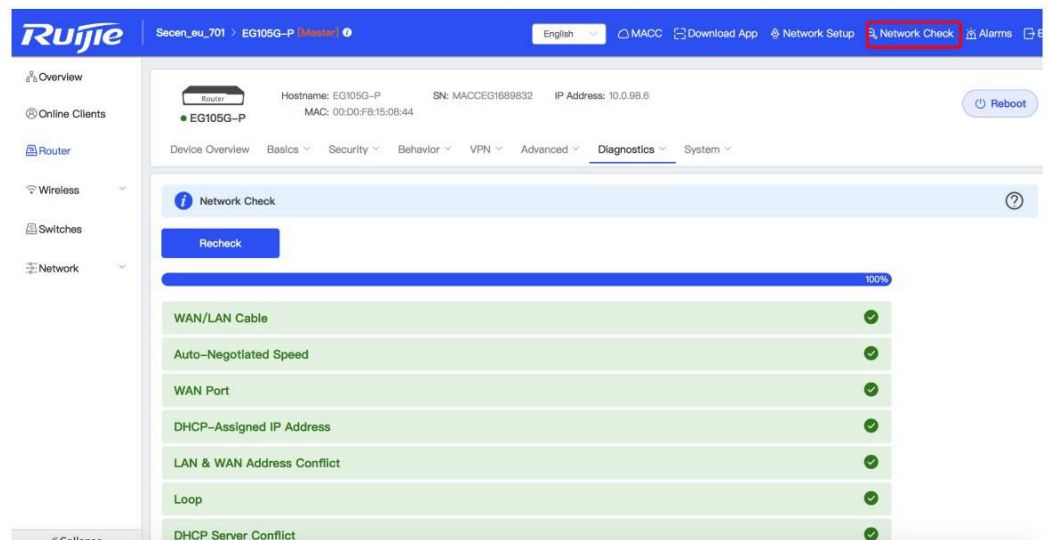 Ruijie
Secen_eu_701 > EG105G-P [Master]
English
MACC
Download App
Network Setup
Network Check
Alarms
Overview
Online Clients
Router
Wireless
Switches
Network
Router
EG105G-P
Hostname: EG105G-P SN: MACCEG1689832 IP Address: 10.0.98.6
MAC: 00:D0:F8:15:08:44
Reboot
Device Overview Basics Security Behavior VPN Advanced Diagnostics System
Network Check
Recheck
100%
WAN/LAN Cable
Auto-Negotiated Speed
WAN Port
DHCP-Assigned IP Address
LAN & WAN Address Conflict
Loop
DHCP Server Conflict